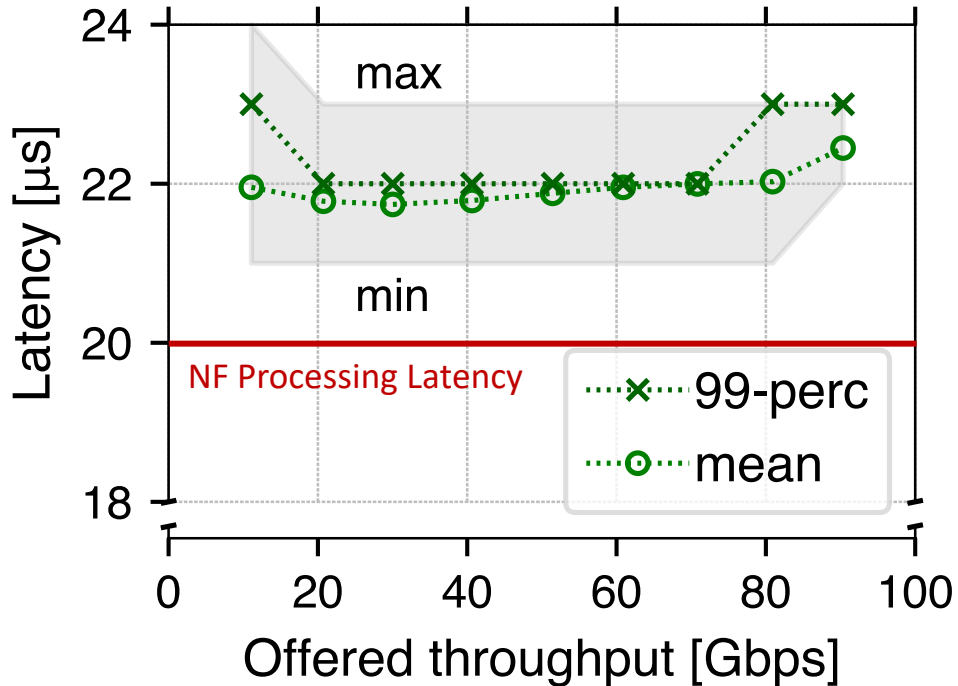 Latency [µs]
24
22
20
18
max
min
NF Processing Latency
99-perc
mean
0 20 40 60 80 100
Offered throughput [Gbps]